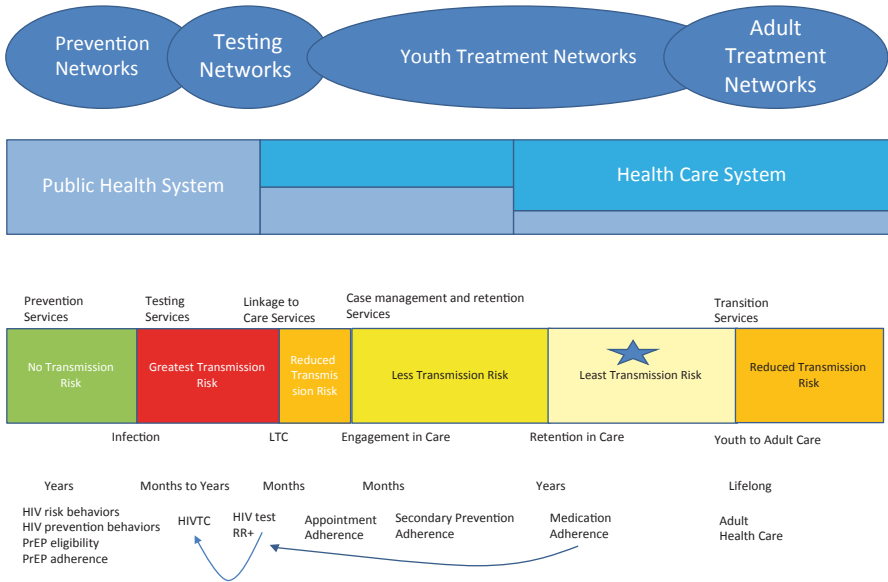 Prevention
Networks
Testing
Networks
Youth Treatment Networks
Adult
Treatment
Networks
Public Health System
Health Care System
Prevention
Services
Testing
Services
Linkage to
Care Services
Case management and retention
Services
Transition
Services
No Transmission
Risk
Greatest Transmission
Risk
Reduced
Transmis
sion Risk
Less Transmission Risk
Least Transmission Risk
Reduced Transmission
Risk
Infection
LTC
Engagement in Care
Retention in Care
Youth to Adult Care
Years
Months to Years
Months
Months
Years
Lifelong
HIV risk behaviors
HIV prevention behaviors
PrEP eligibility
PrEP adherence
HIVTC
HIV test
RR+
Appointment
Adherence
Secondary Prevention
Adherence
Medication
Adherence
Adult
Health Care